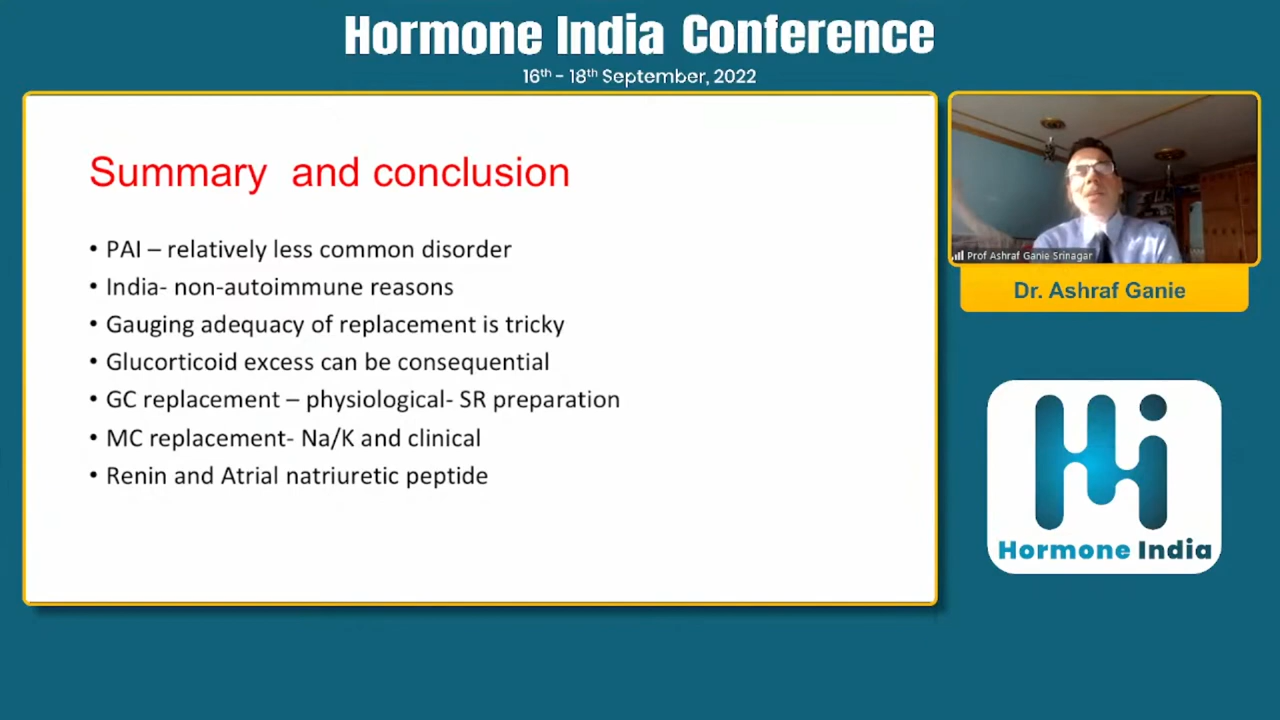 Hormone India Conference
16th - 18th September, 2022
Summary and conclusion
• PAI – relatively less common disorder
• India- non-autoimmune reasons
• Gauging adequacy of replacement is tricky
• Glucorticoid excess can be consequential
• GC replacement – physiological- SR preparation
• MC replacement- Na/K and clinical
• Renin and Atrial natriuretic peptide
Prof Ashraf Ganie Srinagar
Dr. Ashraf Ganie
Hormone India